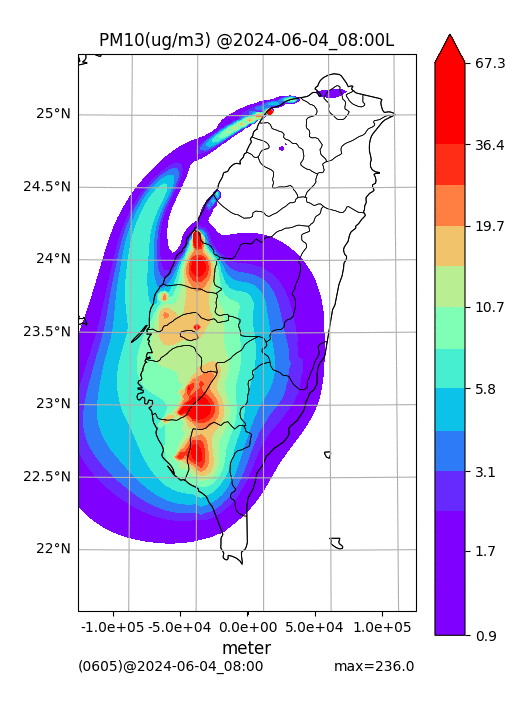 PM10(ug/m3) @2024-06-04_08:00L
67.3
36.4
19.7
10.7
5.8
3.1
1.7
0.9
25°N
24.5°N
24°N
23.5°N
23°N
22.5°N
22°N
-1.0e+05 -5.0e+04 0.0e+00 5.0e+04 1.0e+05
meter
(0605)@2024-06-04_08:00 max=236.0